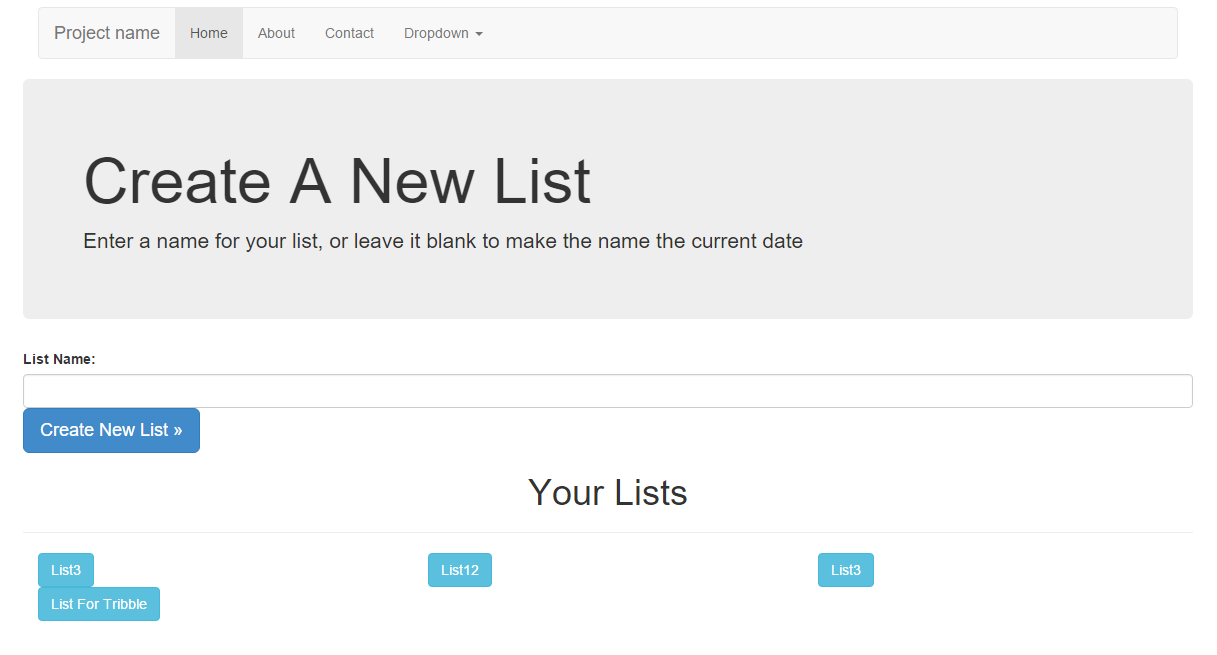 Project name Home About Contact Dropdown
Create A New List
Enter a name for your list, or leave it blank to make the name the current date
List Name:
Create New List »
Your Lists
List3 List12 List3
List For Tribble